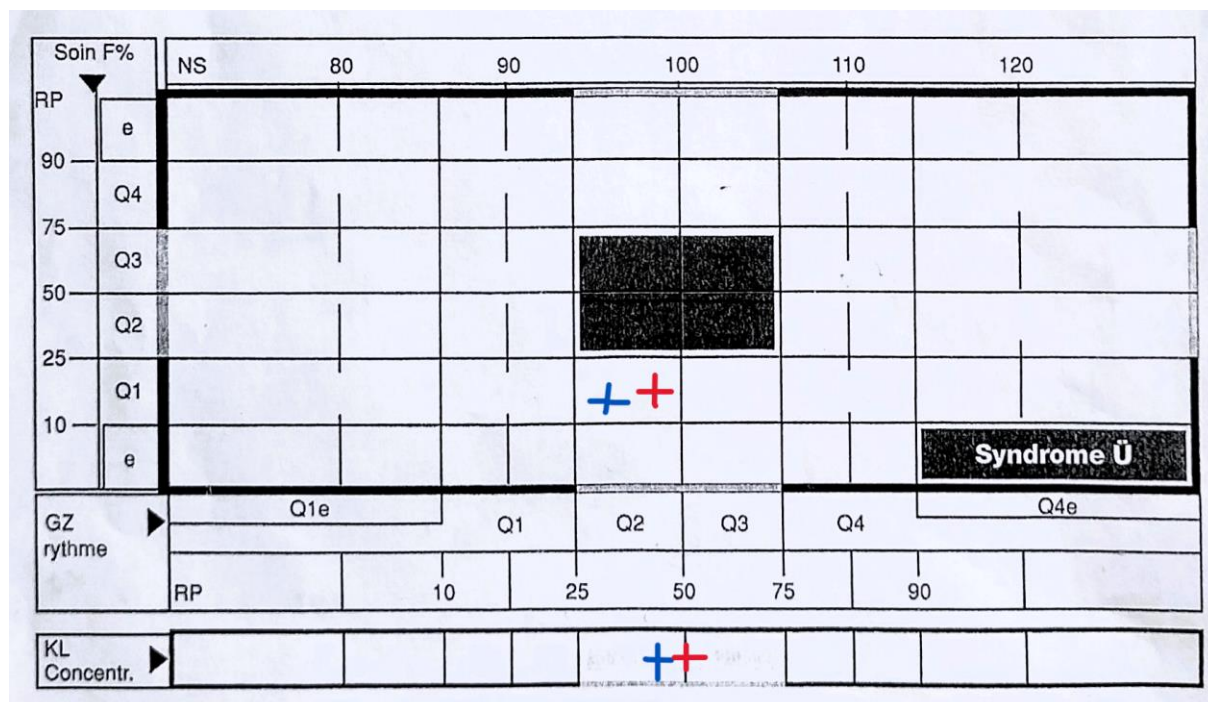 Soin F%
NS 80 90 100 110 120
RP
e
90
Q4
75
Q3
50
Q2
25
Q1
10
e
Syndrome Ü
GZ
rythme
Q1e Q1 Q2 Q3 Q4 Q4e
RP 10 25 50 75 90
KL
Concentr.